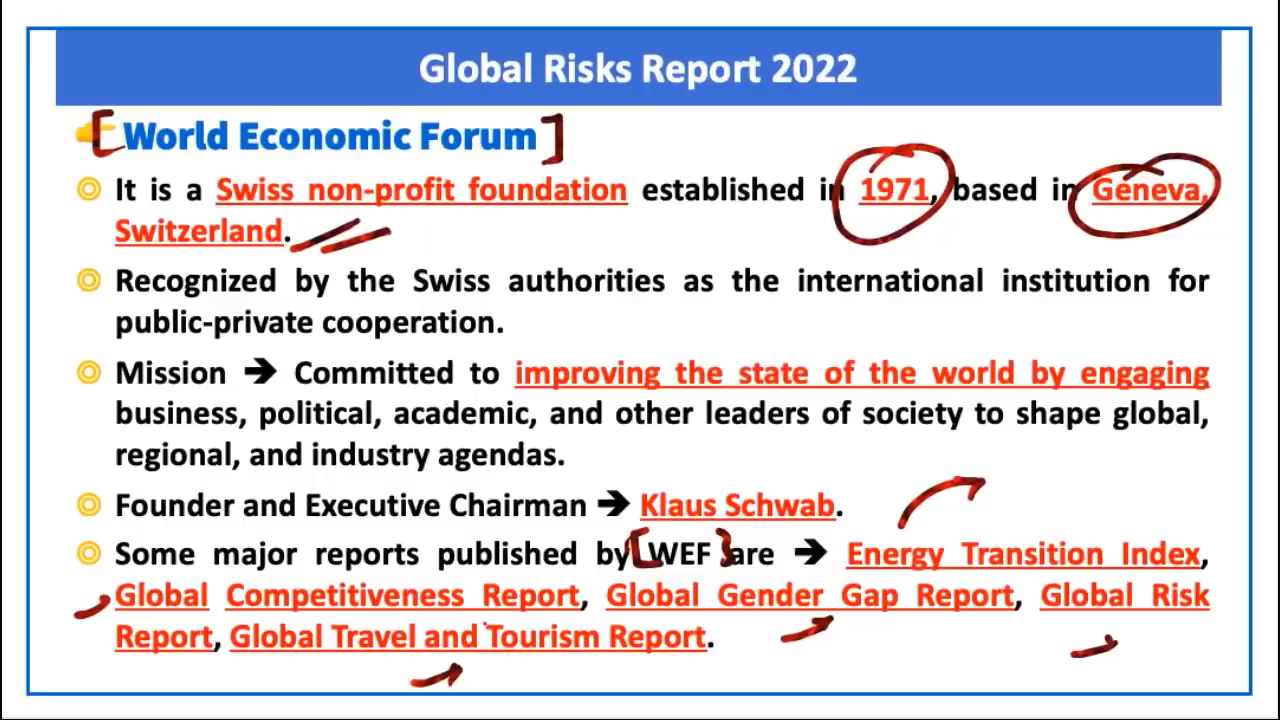 Global Risks Report 2022
World Economic Forum
It is a Swiss non-profit foundation established in 1971, based in Geneva,
Switzerland.
Recognized by the Swiss authorities as the international institution for
public-private cooperation.
Mission ➔ Committed to improving the state of the world by engaging
business, political, academic, and other leaders of society to shape global,
regional, and industry agendas.
Founder and Executive Chairman ➔ Klaus Schwab.
Some major reports published by WEF are ➔ Energy Transition Index,
Global Competitiveness Report, Global Gender Gap Report, Global Risk
Report, Global Travel and Tourism Report.